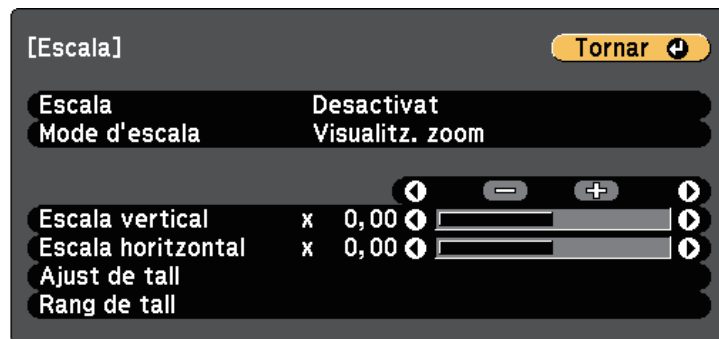 [Escala] Tornar
Escala Desactivat
Mode d'escala Visualitz. zoom
Escala vertical x 0,00
Escala horitzontal x 0,00
Ajust de tall
Rang de tall